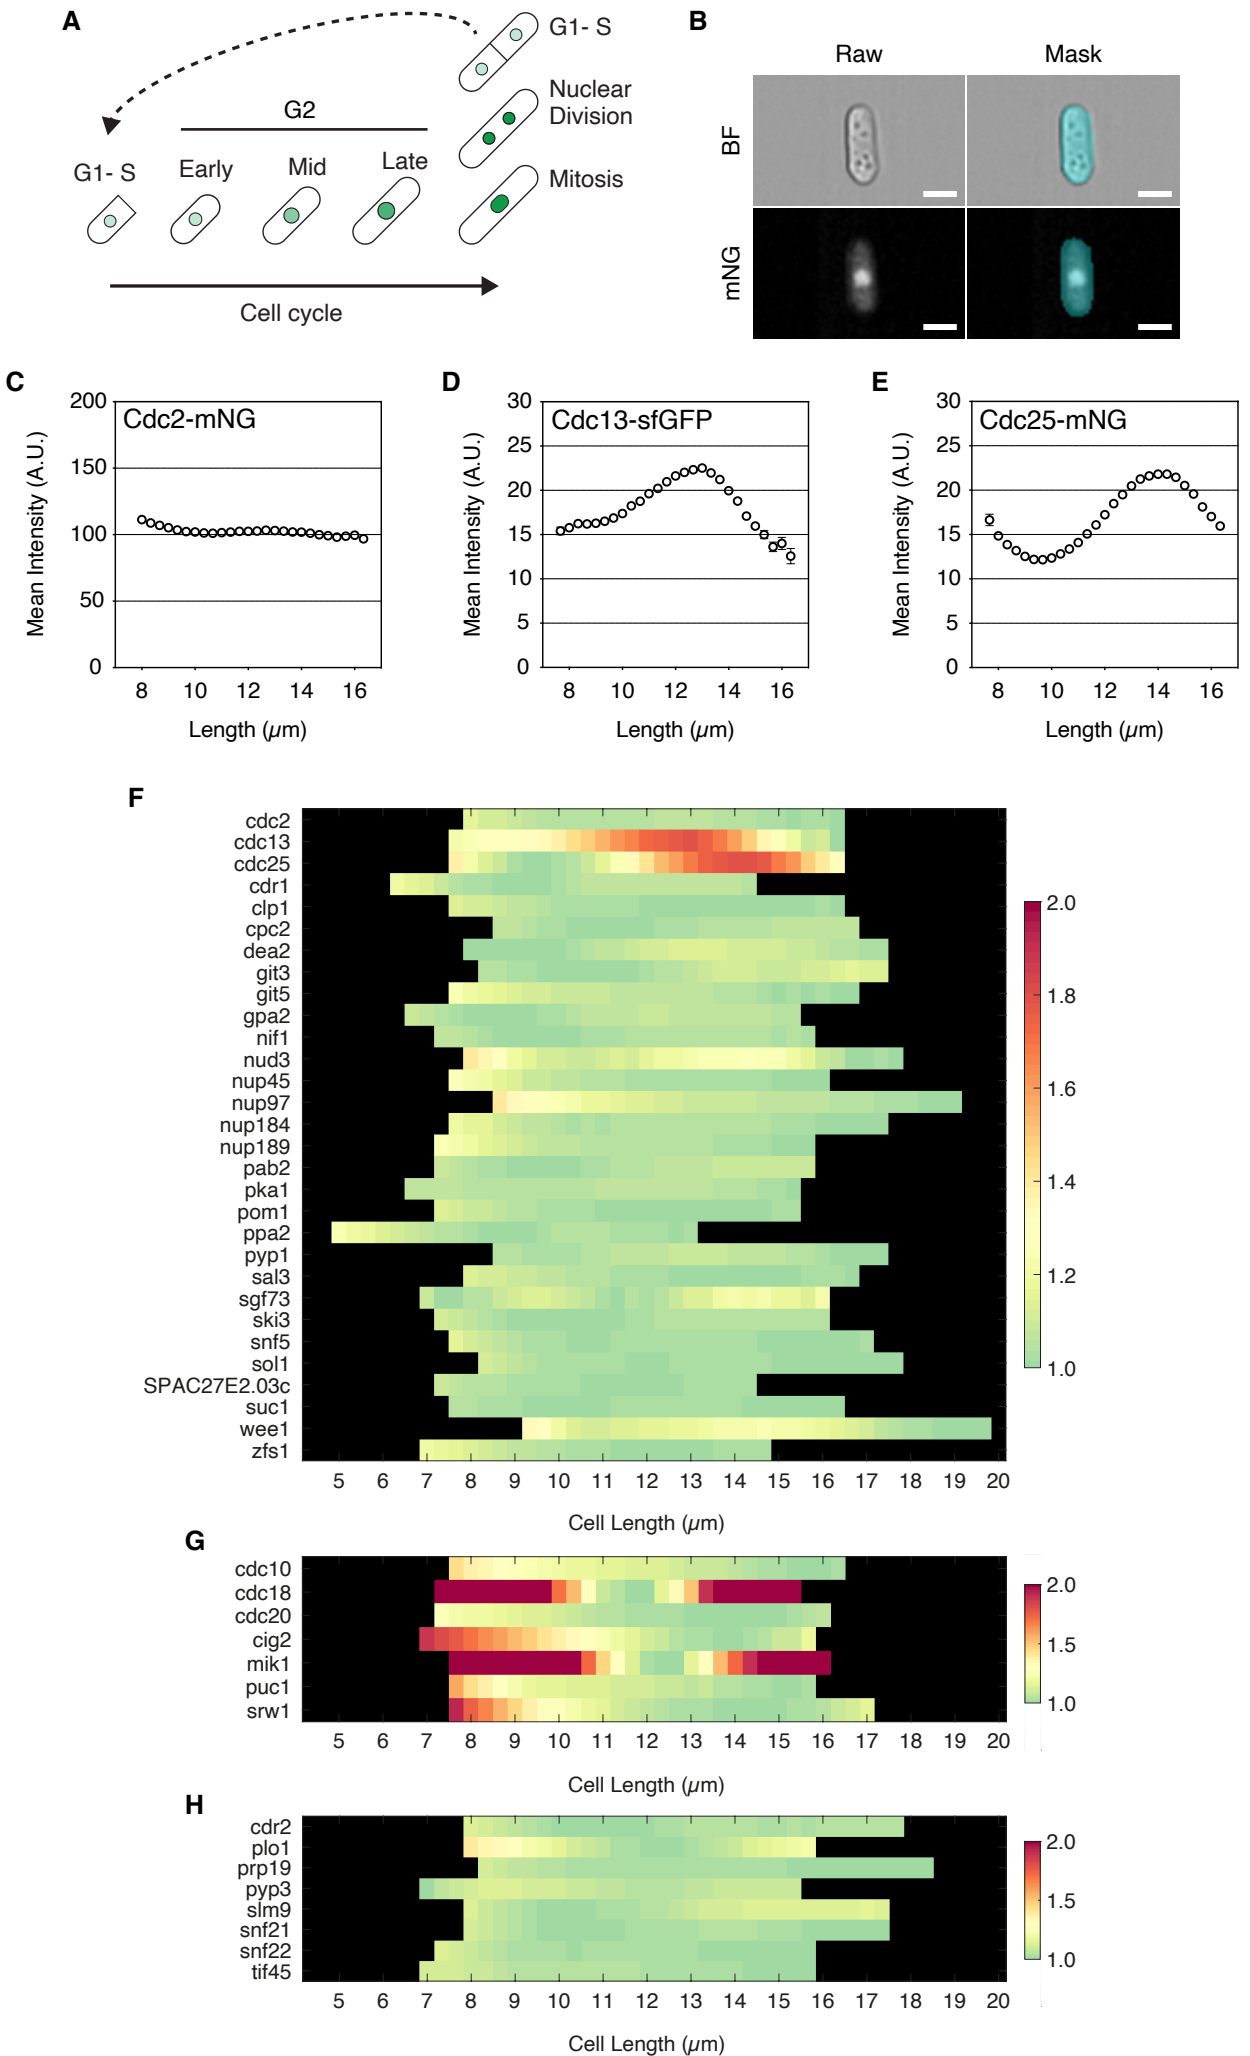 A
G1- S
Nuclear
Division
G2
G1- S
Early
Mid
Late
Mitosis
Cell cycle
B
Raw
Mask
BF
mNG
C
Cdc2-mNG
Mean Intensity (A.U.)
200
150
100
50
0
8 10 12 14 16
Length (µm)
D
Cdc13-sfGFP
Mean Intensity (A.U.)
30
25
20
15
10
5
0
8 10 12 14 16
Length (µm)
E
Cdc25-mNG
Mean Intensity (A.U.)
30
25
20
15
10
5
0
8 10 12 14 16
Length (µm)
F
cdc2
cdc13
cdc25
cdr1
clp1
cpc2
dea2
git3
git5
gpa2
nif1
nud3
nup45
nup97
nup184
nup189
pab2
pka1
pom1
ppa2
pyp1
sal3
sgf73
ski3
snf5
sol1
SPAC27E2.03c
suc1
wee1
zfs1
5 6 7 8 9 10 11 12 13 14 15 16 17 18 19 20
Cell Length (µm)
2.0
1.8
1.6
1.4
1.2
1.0
G
cdc10
cdc18
cdc20
cig2
mik1
puc1
srw1
5 6 7 8 9 10 11 12 13 14 15 16 17 18 19 20
Cell Length (µm)
2.0
1.5
1.0
H
cdr2
plo1
prp19
pyp3
slm9
snf21
snf22
tif45
5 6 7 8 9 10 11 12 13 14 15 16 17 18 19 20
Cell Length (µm)
2.0
1.5
1.0